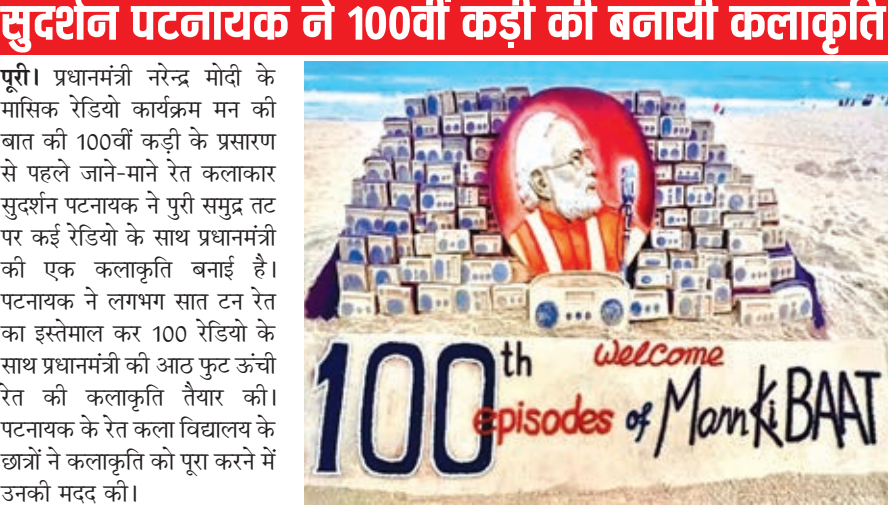 सुदर्शन पटनायक ने 100वीं कड़ी की बनायी कलाकृति
पूरी। प्रधानमंत्री नरेन्द्र मोदी के
मासिक रेडियो कार्यक्रम मन की
बात की 100वीं कड़ी के प्रसारण
से पहले जाने-माने रेत कलाकार
सुदर्शन पटनायक ने पुरी समुद्र तट
पर कई रेडियो के साथ प्रधानमंत्री
की एक कलाकृति बनाई है।
पटनायक ने लगभग सात टन रेत
का इस्तेमाल कर 100 रेडियो के
साथ प्रधानमंत्री की आठ फुट ऊंची
रेत की कलाकृति तैयार की।
पटनायक के रेत कला विद्यालय के
छात्रों ने कलाकृति को पूरा करने में
उनकी मदद की।
welcome
100th episodes of Mann Ki BAAT